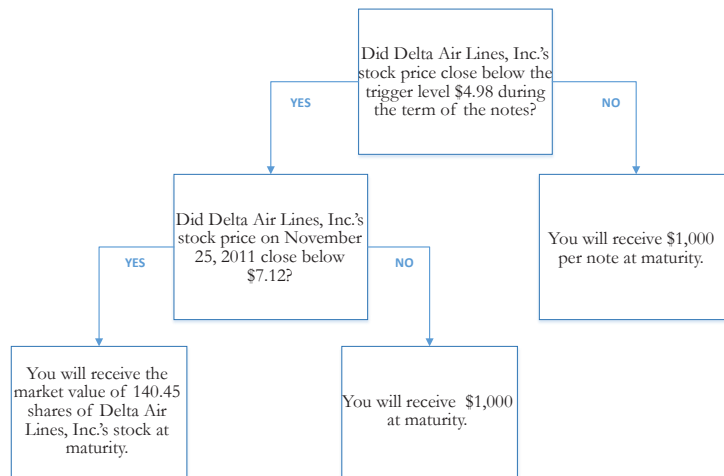 Did Delta Air Lines, Inc.'s
stock price close below the
trigger level $4.98 during
the term of the notes?
YES
NO
Did Delta Air Lines, Inc.'s
stock price on November
25, 2011 close below
$7.12?
You will receive $1,000
per note at maturity.
YES
NO
You will receive the
market value of 140.45
shares of Delta Air
Lines, Inc.'s stock at
maturity.
You will receive $1,000
at maturity.